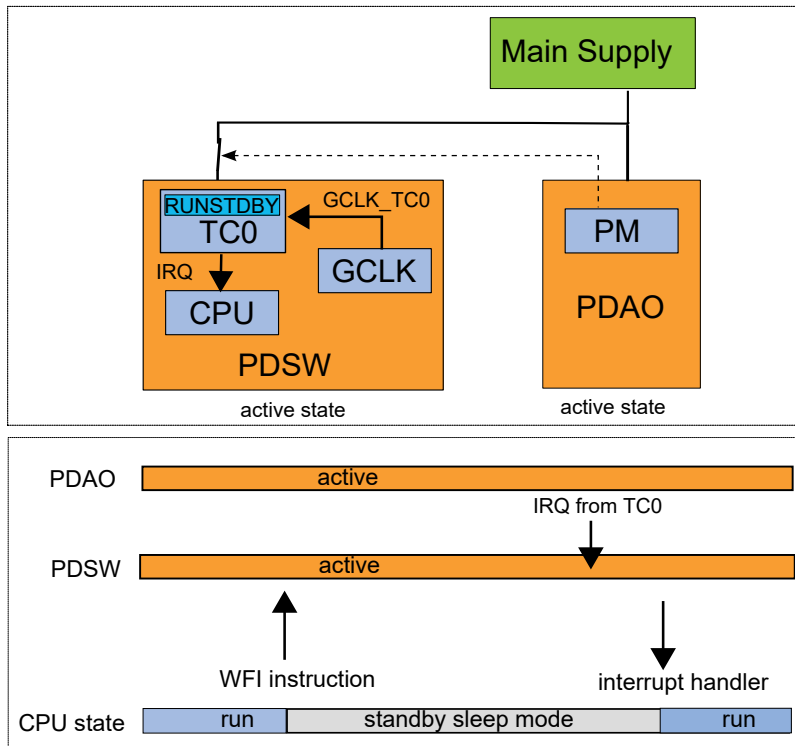 Main Supply
RUNSTDBY
GCLK_TC0
TC0
PM
IRQ
GCLK
CPU
PDAO
PDSW
active state
active state
PDAO
active
IRQ from TC0
PDSW
active
WFI instruction
interrupt handler
CPU state
run
standby sleep mode
run